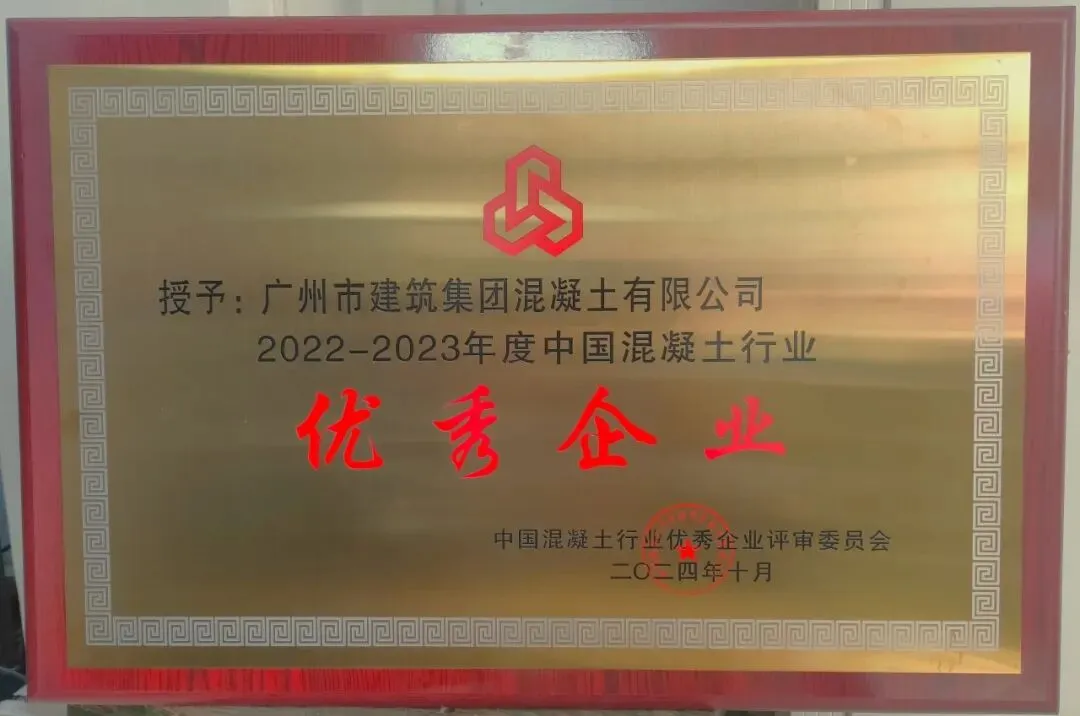 授予：广州市建筑集团混凝土有限公司
2022-2023年度中国混凝土行业
优秀企业
中国混凝土行业优秀企业评审委员会
二〇二四年十月